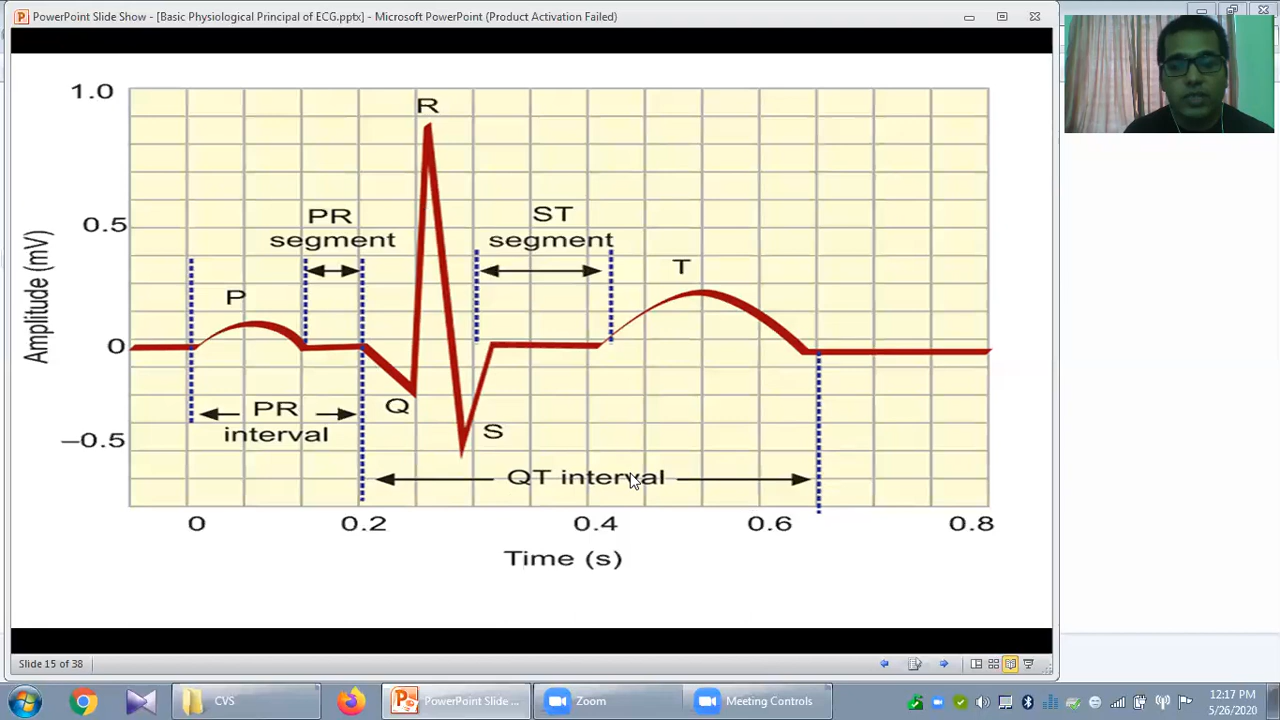 PowerPoint Slide Show - [Basic Physiological Principal of ECG.pptx] - Microsoft PowerPoint (Product Activation Failed)
1.0
R
0.5
PR
segment
ST
segment
T
P
Amplitude (mV)
0
PR
interval
Q
S
–0.5
QT interval
0 0.2 0.4 0.6 0.8
Time (s)
Slide 15 of 38
CVS
PowerPoint Slide ...
Zoom
Meeting Controls
12:17 PM
5/26/2020